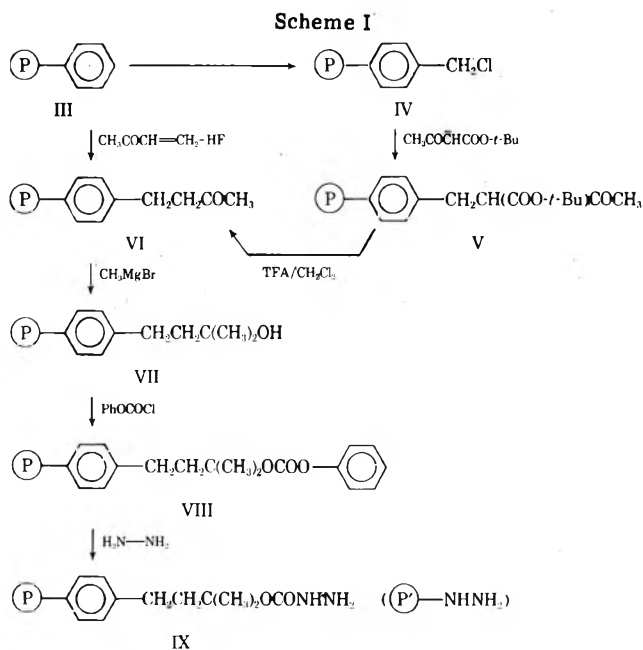 Scheme I
P CH₂Cl
III IV
CH₃COCH=CH₂-HF CH₃COCHCOO-t-Bu
P CH₂CH₂COCH₃ P CH₂CH(COO-t-Bu)COCH₃
VI V
TFA/CH₂Cl₂
CH₃MgBr
P CH₂CH₂C(CH₃)₂OH
VII
PhOCOCl
P CH₂CH₂C(CH₃)₂OCOO
VIII
H₂N—NH₂
P CH₂CH₂C(CH₃)₂OCONHNH₂ (P'—NHNH₂)
IX